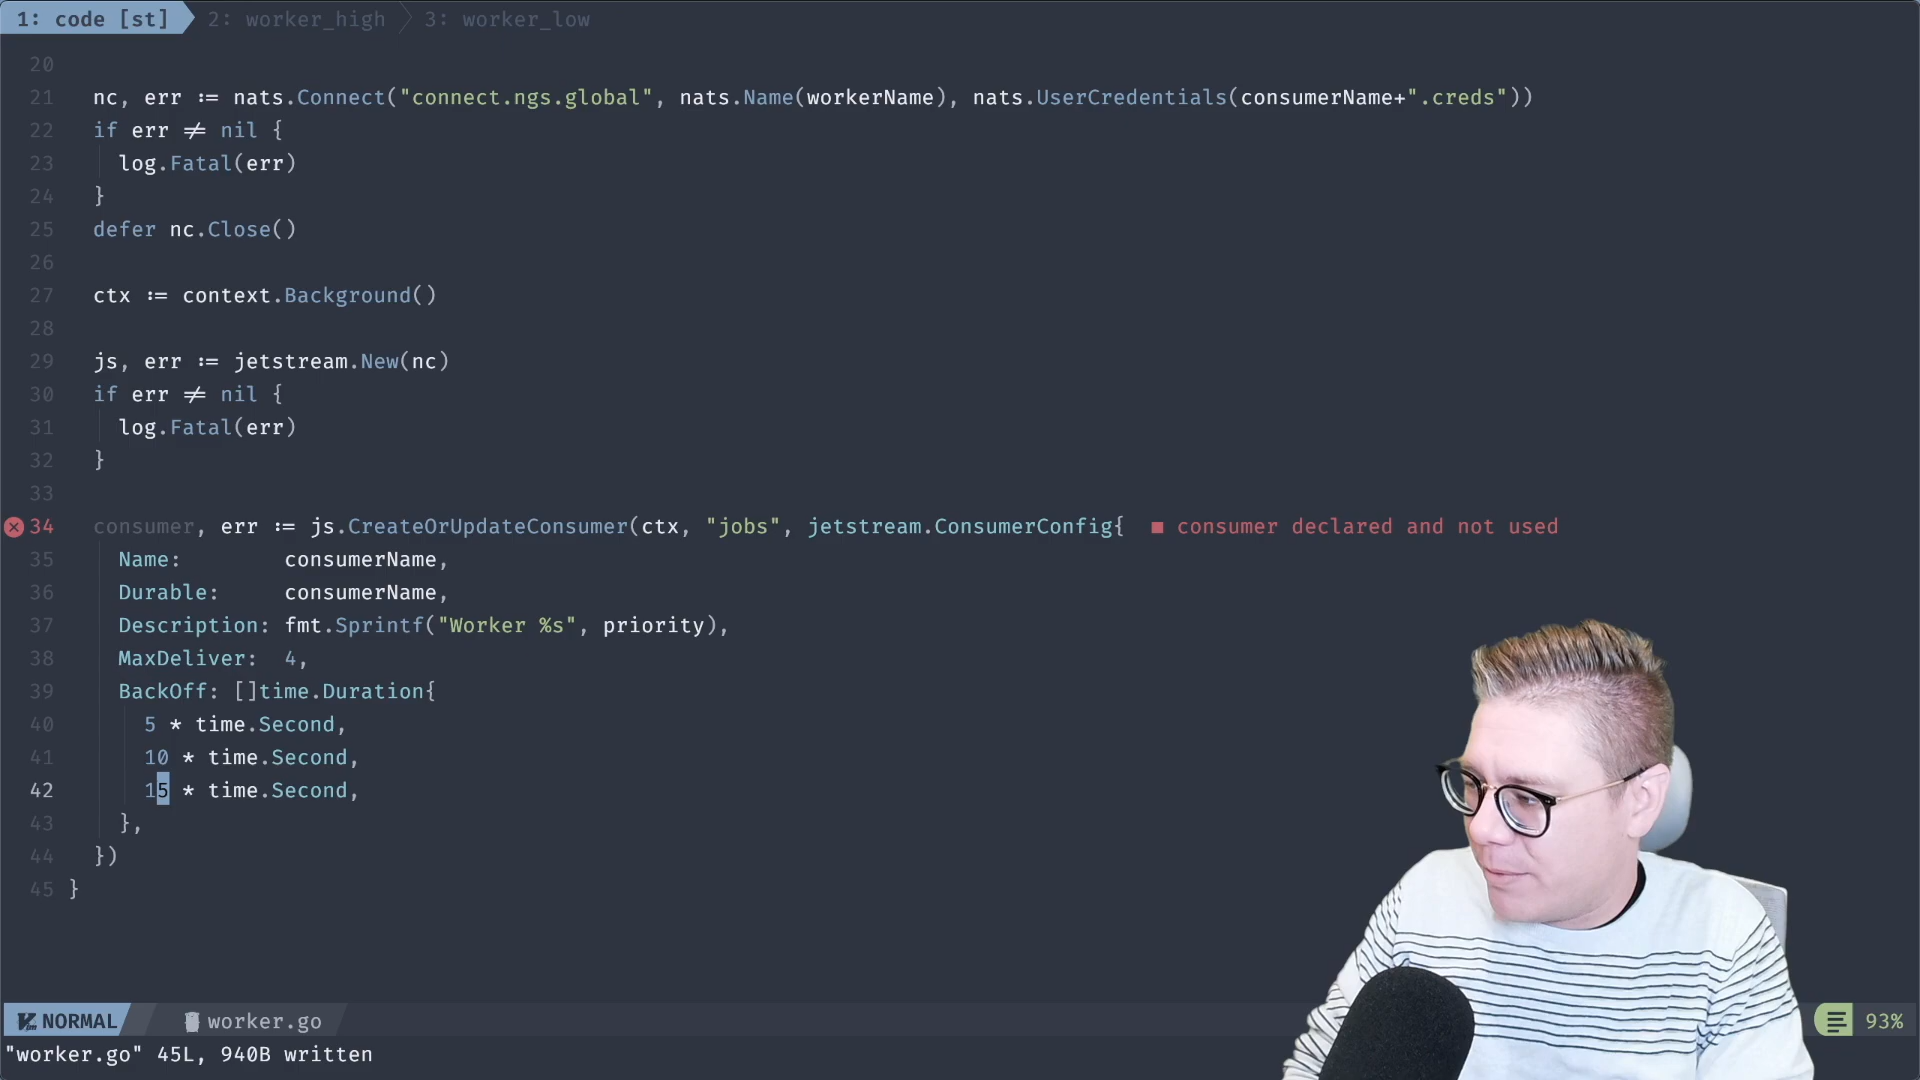 1: code [st] 2: worker_high 3: worker_low
20
21 nc, err := nats.Connect("connect.ngs.global", nats.Name(workerName), nats.UserCredentials(consumerName+".creds"))
22 if err ≠ nil {
23 log.Fatal(err)
24 }
25 defer nc.Close()
26
27 ctx := context.Background()
28
29 js, err := jetstream.New(nc)
30 if err ≠ nil {
31 log.Fatal(err)
32 }
33
34 consumer, err := js.CreateOrUpdateConsumer(ctx, "jobs", jetstream.ConsumerConfig{ ■ consumer declared and not used
35 Name: consumerName,
36 Durable: consumerName,
37 Description: fmt.Sprintf("Worker %s", priority),
38 MaxDeliver: 4,
39 BackOff: []time.Duration{
40 5 * time.Second,
41 10 * time.Second,
42 15 * time.Second,
43 },
44 })
45 }
NORMAL worker.go 93%
"worker.go" 45L, 940B written